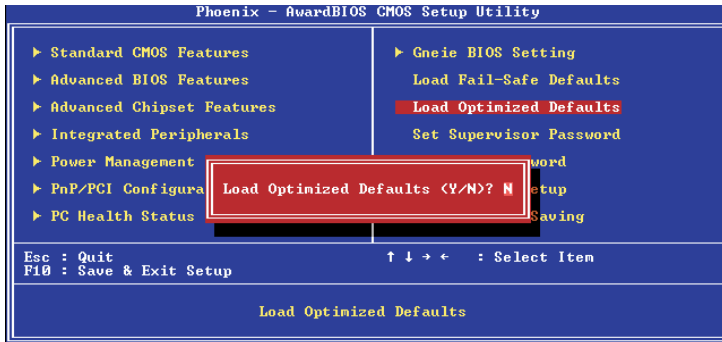 Phoenix - AwardBIOS CMOS Setup Utility
► Standard CMOS Features
► Advanced BIOS Features
► Advanced Chipset Features
► Integrated Peripherals
► Power Management
► PnP/PCI Configura
► PC Health Status
► Gneie BIOS Setting
Load Fail-Safe Defaults
Load Optimized Defaults
Set Supervisor Password
word
etup
Saving
Load Optimized Defaults (Y/N)? N
Esc : Quit
F10 : Save & Exit Setup
↑ ↓ → ← : Select Item
Load Optimized Defaults